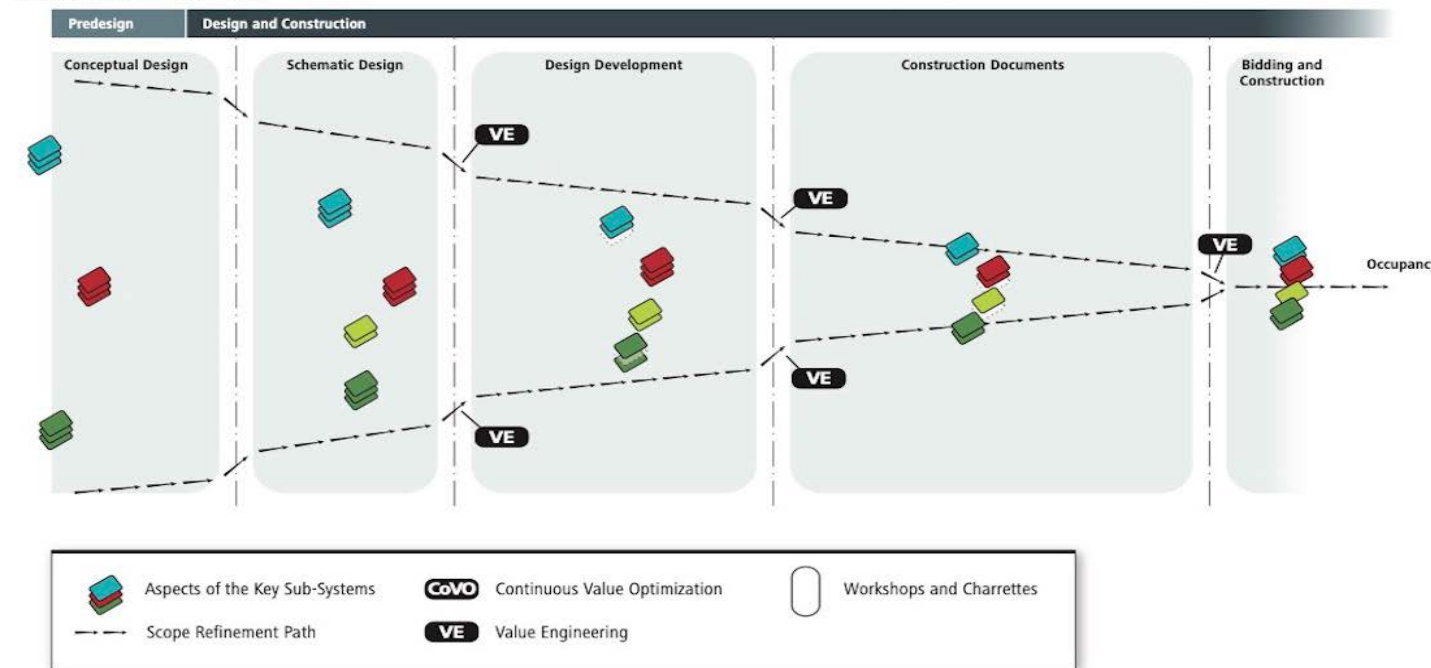 Predesign
Design and Construction
Conceptual Design
Schematic Design
Design Development
Construction Documents
Bidding and
Construction
VE
VE
VE
Occupanc
VE
VE
Aspects of the Key Sub-Systems
CoVO
Continuous Value Optimization
Workshops and Charrettes
Scope Refinement Path
VE
Value Engineering